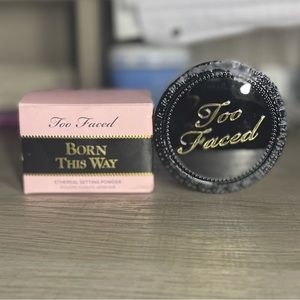 Too Faced
BORN
THIS WAY
ETHEREAL SETTING POWDER
Too
Faced